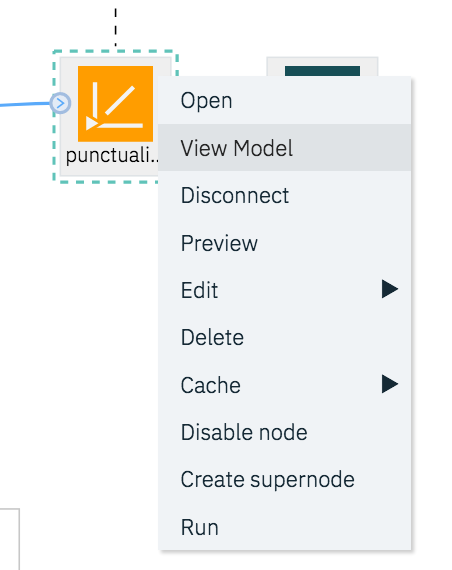 punctuali..
Open
View Model
Disconnect
Preview
Edit
Delete
Cache
Disable node
Create supernode
Run